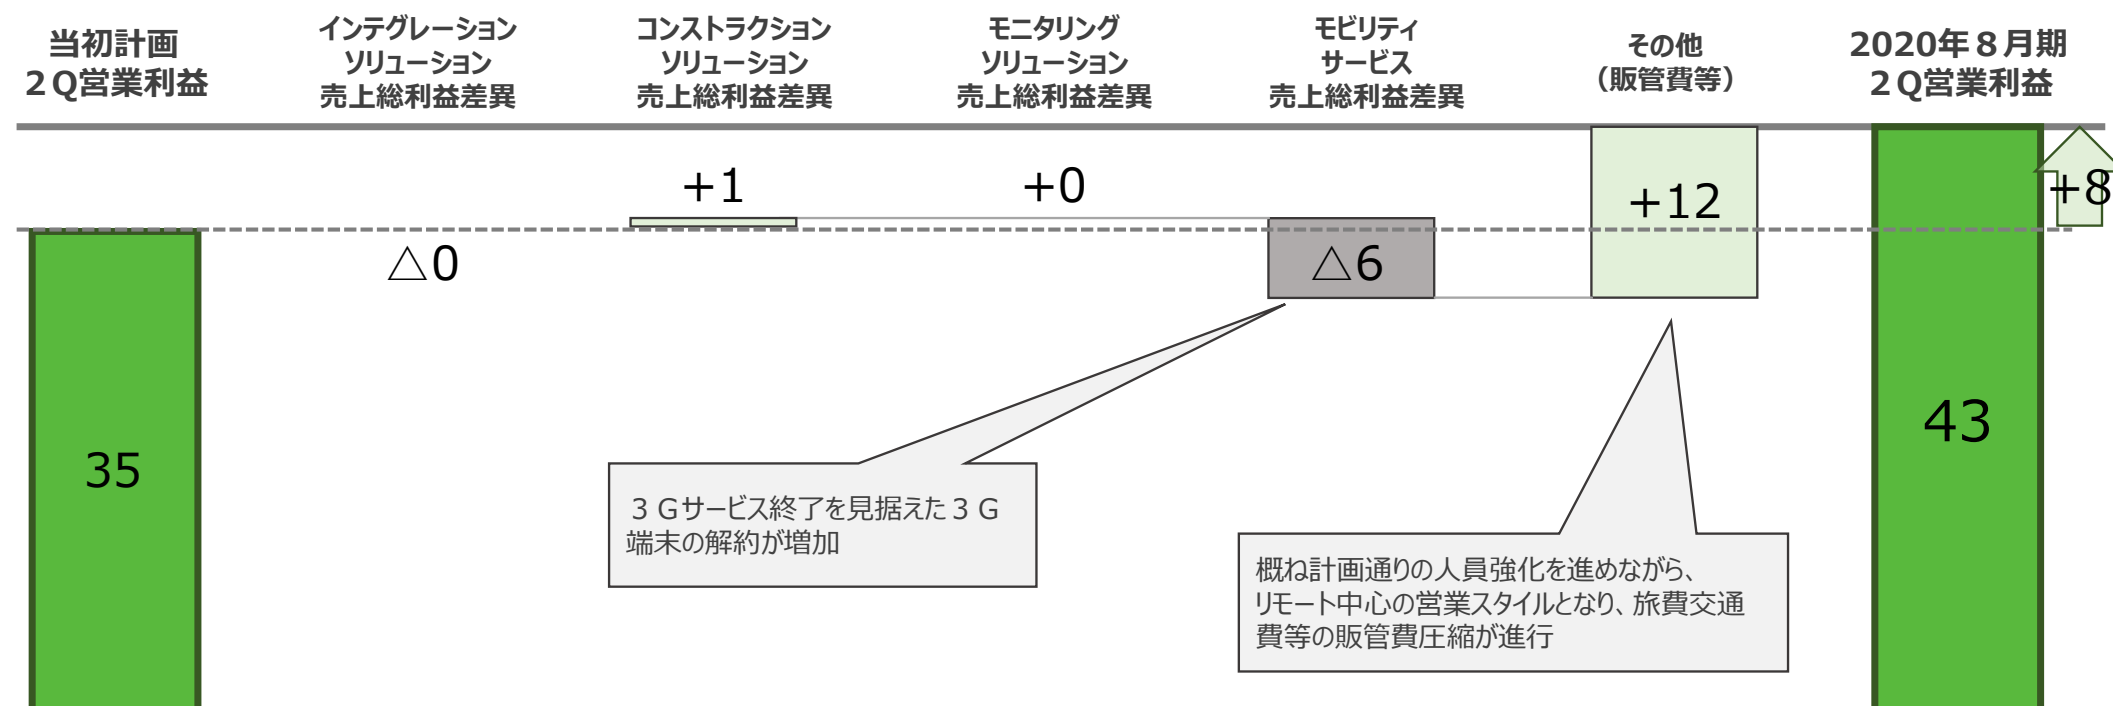 当初計画
２Q営業利益
インテグレーション
ソリューション
売上総利益差異
コンストラクション
ソリューション
売上総利益差異
モニタリング
ソリューション
売上総利益差異
モビリティ
サービス
売上総利益差異
その他
（販管費等）
2020年８月期
２Q営業利益
35
△0
+1
+0
△6
+12
43
+8
３Gサービス終了を見据えた３G
端末の解約が増加
概ね計画通りの人員強化を進めながら、
リモート中心の営業スタイルとなり、旅費交通
費等の販管費圧縮が進行